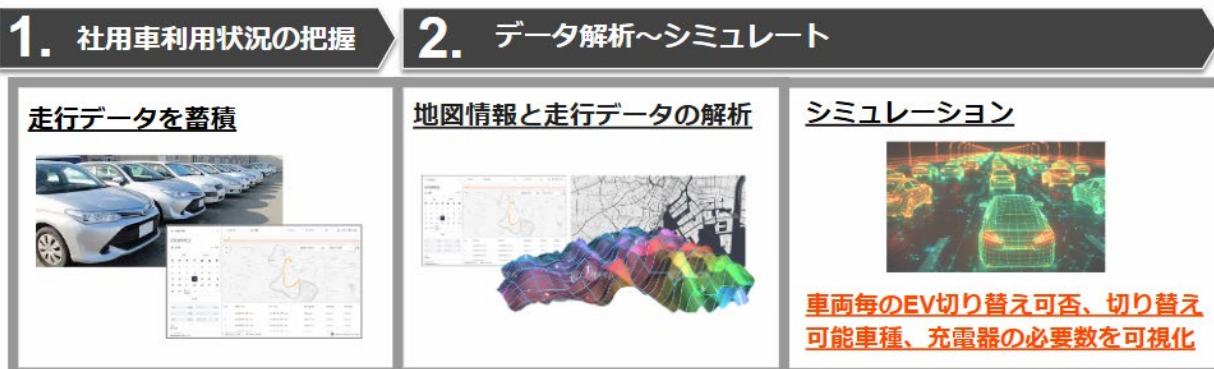 1. 社用車利用状況の把握
2. データ解析～シミュレート
走行データを蓄積
地図情報と走行データの解析
シミュレーション
車両毎のEV切り替え可否、切り替え
可能車種、充電器の必要数を可視化